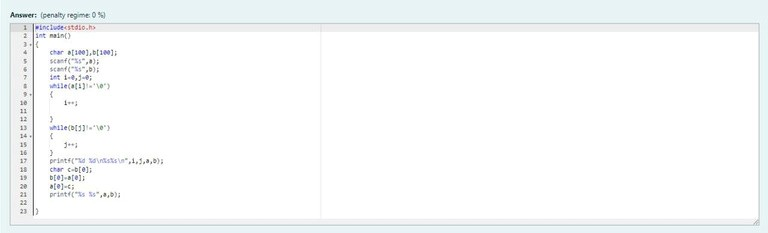 Answer: (penalty regime: 0 %)
1 #include<stdio.h>
2 int main()
3 {
4 char a[100],b[100];
5 scanf("%s",a);
6 scanf("%s",b);
7 int i=0,j=0;
8 while(a[i]!='\0')
9 {
10 i++;
11
12 }
13 while(b[j]!='\0')
14 {
15 j++;
16 }
17 printf("%d %d\n%s%s\n",i,j,a,b);
18 char c=b[0];
19 b[0]=a[0];
20 a[0]=c;
21 printf("%s %s",a,b);
22
23 }